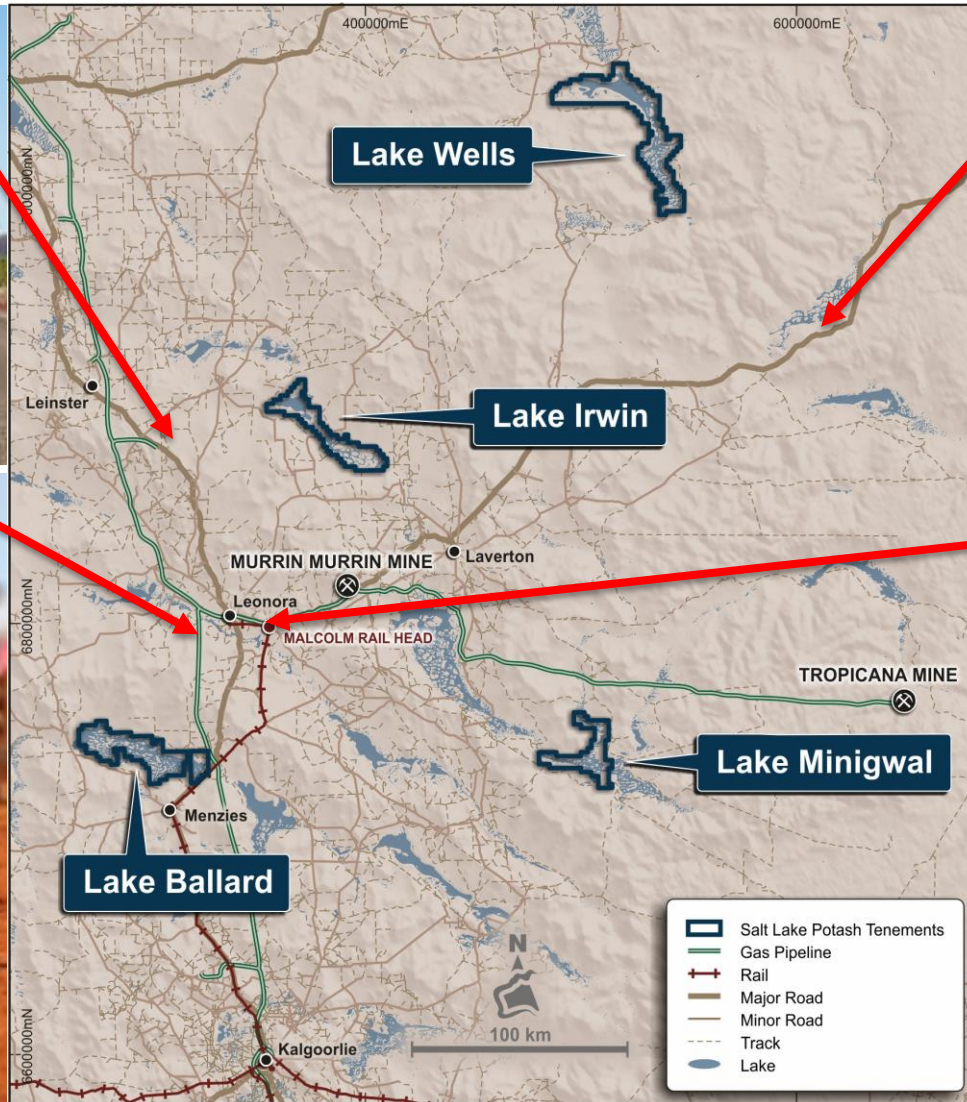 400000mE
600000mE
Lake Wells
Leinster
Lake Irwin
MURRIN MURRIN MINE
Laverton
Leonora
6800000mN
MALCOLM RAIL HEAD
TROPICANA MINE
Lake Minigwal
Menzies
Lake Ballard
N
100 km
Kalgoorlie
6600000mN
Salt Lake Potash Tenements
Gas Pipeline
Rail
Major Road
Minor Road
Track
Lake